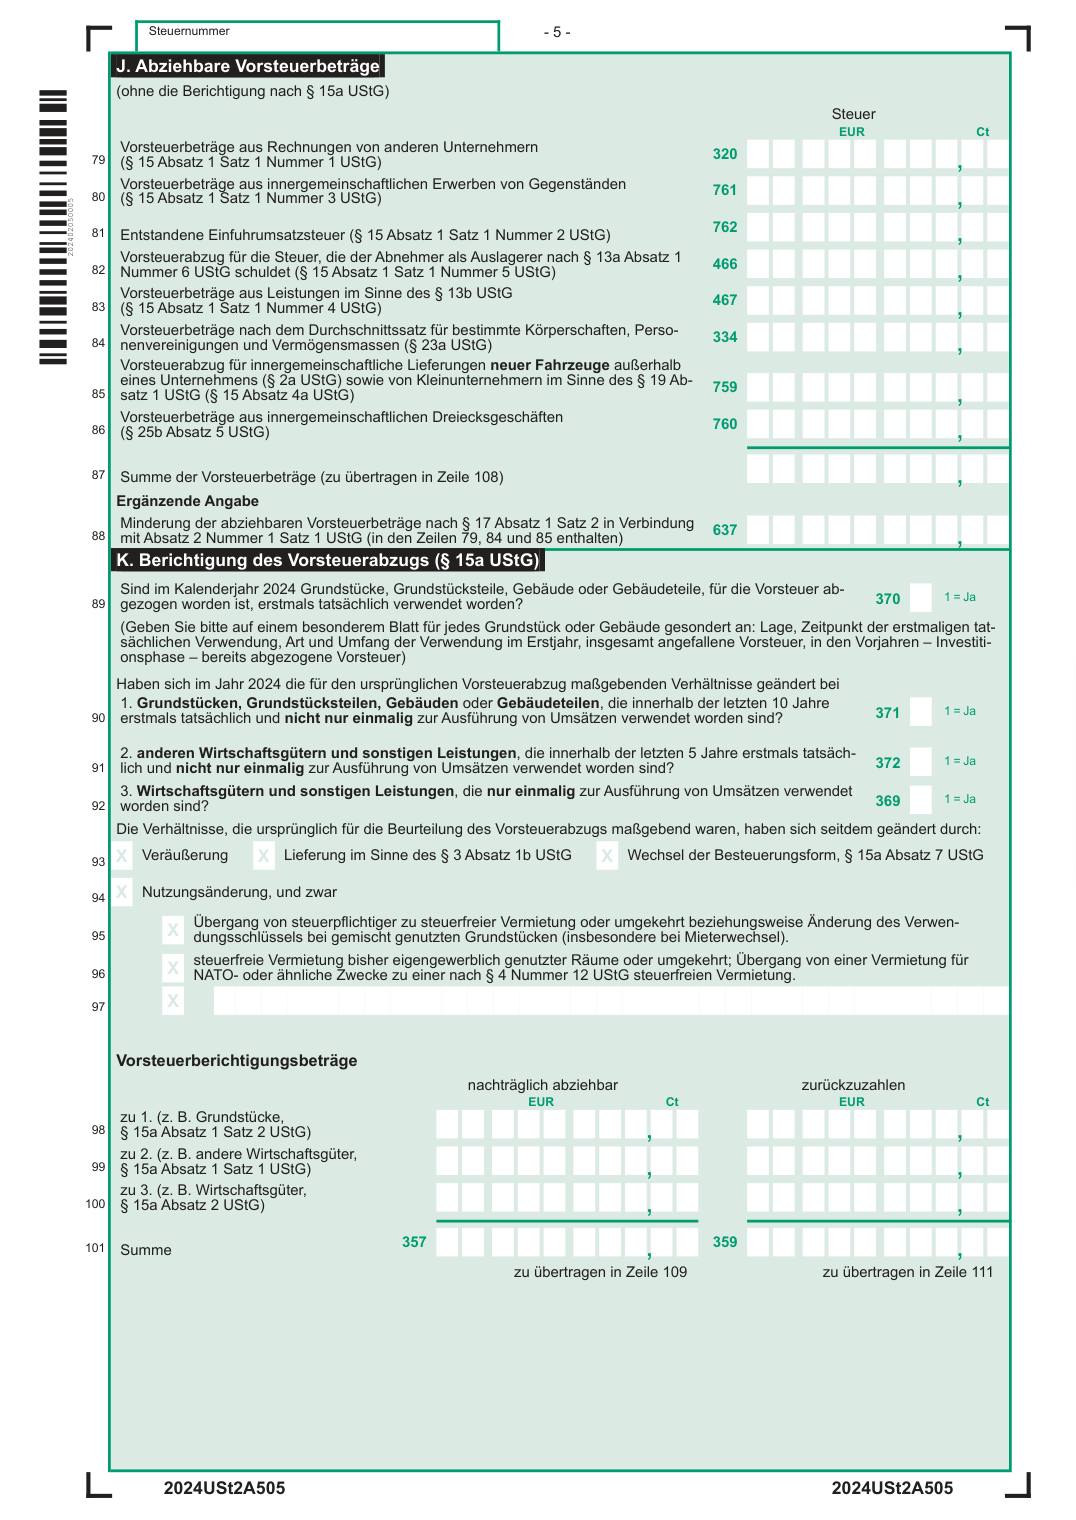 Steuernummer
- 5 -
J. Abziehbare Vorsteuerbeträge
(ohne die Berichtigung nach § 15a UStG)
Steuer
EUR Ct
79 Vorsteuerbeträge aus Rechnungen von anderen Unternehmern
(§ 15 Absatz 1 Satz 1 Nummer 1 UStG) 320 ,
80 Vorsteuerbeträge aus innergemeinschaftlichen Erwerben von Gegenständen
(§ 15 Absatz 1 Satz 1 Nummer 3 UStG) 761 ,
81 Entstandene Einfuhrumsatzsteuer (§ 15 Absatz 1 Satz 1 Nummer 2 UStG) 762 ,
82 Vorsteuerabzug für die Steuer, die der Abnehmer als Auslagerer nach § 13a Absatz 1
Nummer 6 UStG schuldet (§ 15 Absatz 1 Satz 1 Nummer 5 UStG) 466 ,
83 Vorsteuerbeträge aus Leistungen im Sinne des § 13b UStG
(§ 15 Absatz 1 Satz 1 Nummer 4 UStG) 467 ,
84 Vorsteuerbeträge nach dem Durchschnittssatz für bestimmte Körperschaften, Perso-
nenvereinigungen und Vermögensmassen (§ 23a UStG) 334 ,
Vorsteuerabzug für innergemeinschaftliche Lieferungen neuer Fahrzeuge außerhalb
eines Unternehmens (§ 2a UStG) sowie von Kleinunternehmern im Sinne des § 19 Ab-
85 satz 1 UStG (§ 15 Absatz 4a UStG) 759 ,
86 Vorsteuerbeträge aus innergemeinschaftlichen Dreiecksgeschäften
(§ 25b Absatz 5 UStG) 760 ,
87 Summe der Vorsteuerbeträge (zu übertragen in Zeile 108) ,
Ergänzende Angabe
88 Minderung der abziehbaren Vorsteuerbeträge nach § 17 Absatz 1 Satz 2 in Verbindung
mit Absatz 2 Nummer 1 Satz 1 UStG (in den Zeilen 79, 84 und 85 enthalten) 637 ,
K. Berichtigung des Vorsteuerabzugs (§ 15a UStG)
89 Sind im Kalenderjahr 2024 Grundstücke, Grundstücksteile, Gebäude oder Gebäudeteile, für die Vorsteuer ab-
gezogen worden ist, erstmals tatsächlich verwendet worden? 370 1 = Ja
(Geben Sie bitte auf einem besonderem Blatt für jedes Grundstück oder Gebäude gesondert an: Lage, Zeitpunkt der erstmaligen tat-
sächlichen Verwendung, Art und Umfang der Verwendung im Erstjahr, insgesamt angefallene Vorsteuer, in den Vorjahren – Investiti-
onsphase – bereits abgezogene Vorsteuer)
Haben sich im Jahr 2024 die für den ursprünglichen Vorsteuerabzug maßgebenden Verhältnisse geändert bei
90 1. Grundstücken, Grundstücksteilen, Gebäuden oder Gebäudeteilen, die innerhalb der letzten 10 Jahre
erstmals tatsächlich und nicht nur einmalig zur Ausführung von Umsätzen verwendet worden sind? 371 1 = Ja
91 2. anderen Wirtschaftsgütern und sonstigen Leistungen, die innerhalb der letzten 5 Jahre erstmals tatsäch-
lich und nicht nur einmalig zur Ausführung von Umsätzen verwendet worden sind? 372 1 = Ja
92 3. Wirtschaftsgütern und sonstigen Leistungen, die nur einmalig zur Ausführung von Umsätzen verwendet
worden sind? 369 1 = Ja
Die Verhältnisse, die ursprünglich für die Beurteilung des Vorsteuerabzugs maßgebend waren, haben sich seitdem geändert durch:
93 X Veräußerung X Lieferung im Sinne des § 3 Absatz 1b UStG X Wechsel der Besteuerungsform, § 15a Absatz 7 UStG
94 X Nutzungsänderung, und zwar
95 X Übergang von steuerpflichtiger zu steuerfreier Vermietung oder umgekehrt beziehungsweise Änderung des Verwen-
dungsschlüssels bei gemischt genutzten Grundstücken (insbesondere bei Mieterwechsel).
96 X steuerfreie Vermietung bisher eigengewerblich genutzter Räume oder umgekehrt; Übergang von einer Vermietung für
NATO- oder ähnliche Zwecke zu einer nach § 4 Nummer 12 UStG steuerfreien Vermietung.
97 X
Vorsteuerberichtigungsbeträge
nachträglich abziehbar zurückzuzahlen
EUR Ct EUR Ct
98 zu 1. (z. B. Grundstücke,
§ 15a Absatz 1 Satz 2 UStG) , ,
99 zu 2. (z. B. andere Wirtschaftsgüter,
§ 15a Absatz 1 Satz 1 UStG) , ,
100 zu 3. (z. B. Wirtschaftsgüter,
§ 15a Absatz 2 UStG) , ,
101 Summe 357 , 359 ,
zu übertragen in Zeile 109 zu übertragen in Zeile 111
2024USt2A505 2024USt2A505
202402050005